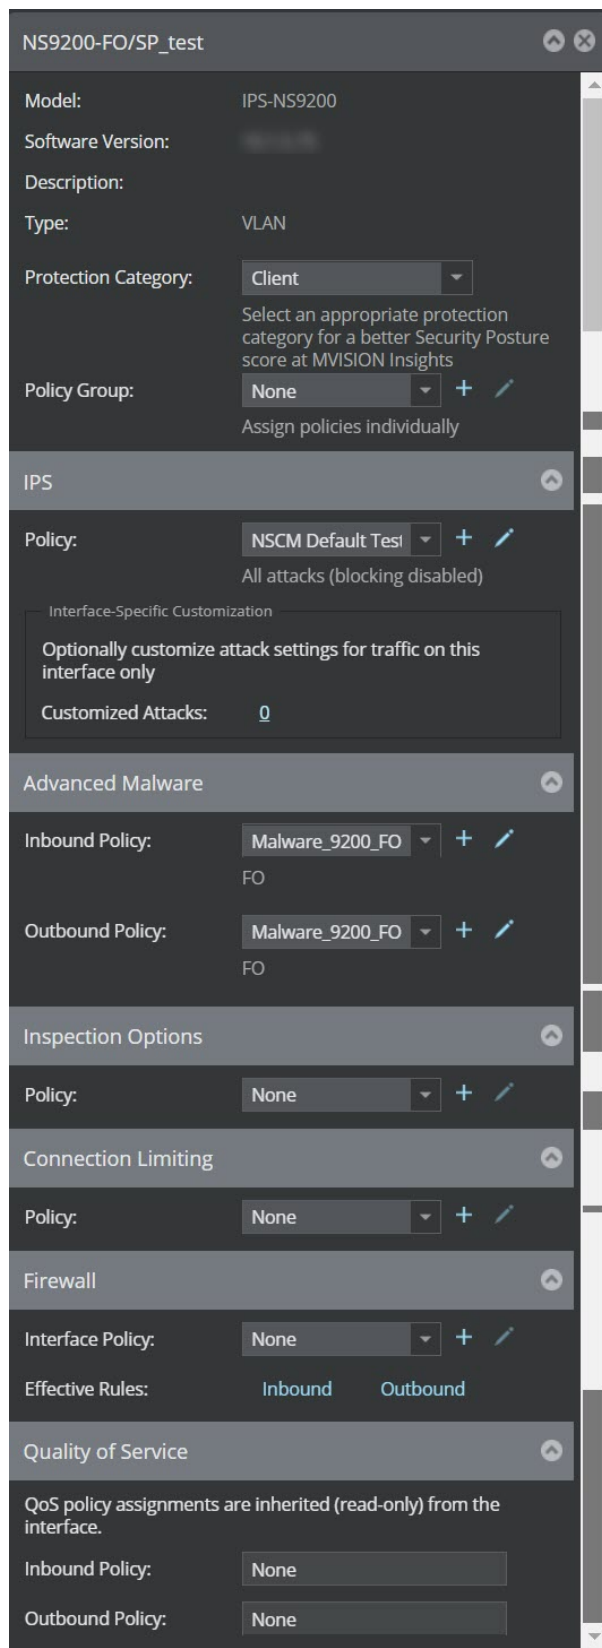 NS9200-FO/SP_test
Model: IPS-NS9200
Software Version:
Description:
Type: VLAN
Protection Category: Client
Select an appropriate protection
category for a better Security Posture
score at MVISION Insights
Policy Group: None
Assign policies individually
IPS
Policy: NSCM Default Test
All attacks (blocking disabled)
Interface-Specific Customization
Optionally customize attack settings for traffic on this
interface only
Customized Attacks: 0
Advanced Malware
Inbound Policy: Malware_9200_FO
FO
Outbound Policy: Malware_9200_FO
FO
Inspection Options
Policy: None
Connection Limiting
Policy: None
Firewall
Interface Policy: None
Effective Rules: Inbound Outbound
Quality of Service
QoS policy assignments are inherited (read-only) from the
interface.
Inbound Policy: None
Outbound Policy: None